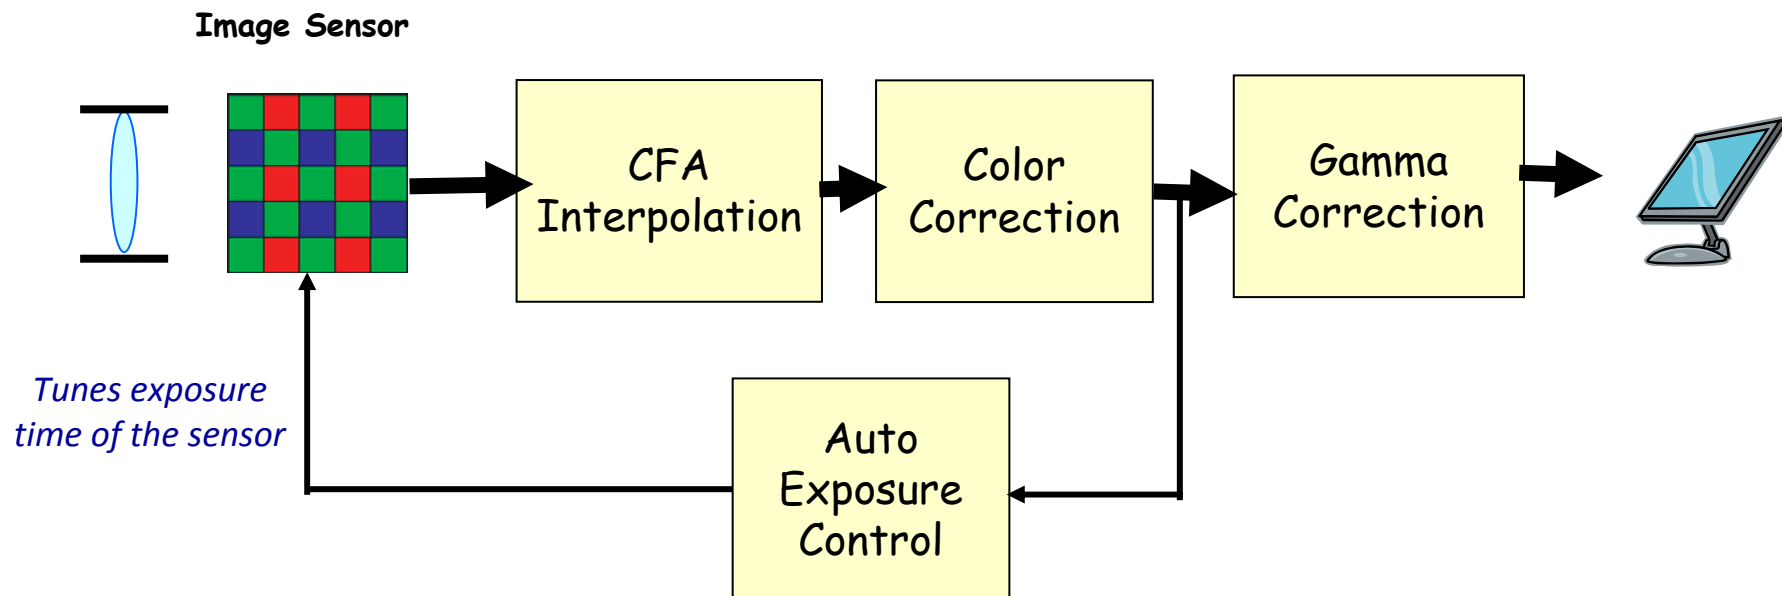 Image Sensor
CFA
Interpolation
Color
Correction
Gamma
Correction
Tunes exposure
time of the sensor
Auto
Exposure
Control